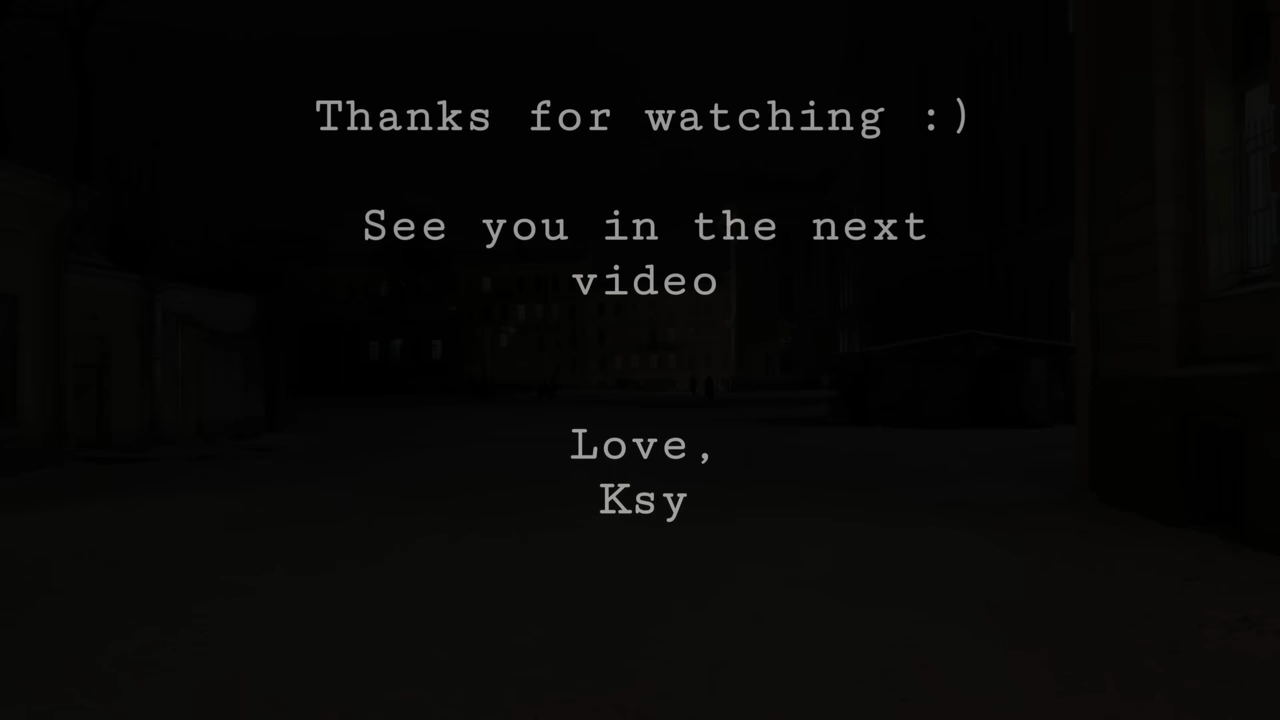 Thanks for watching :)
See you in the next
video
Love,
Ksy